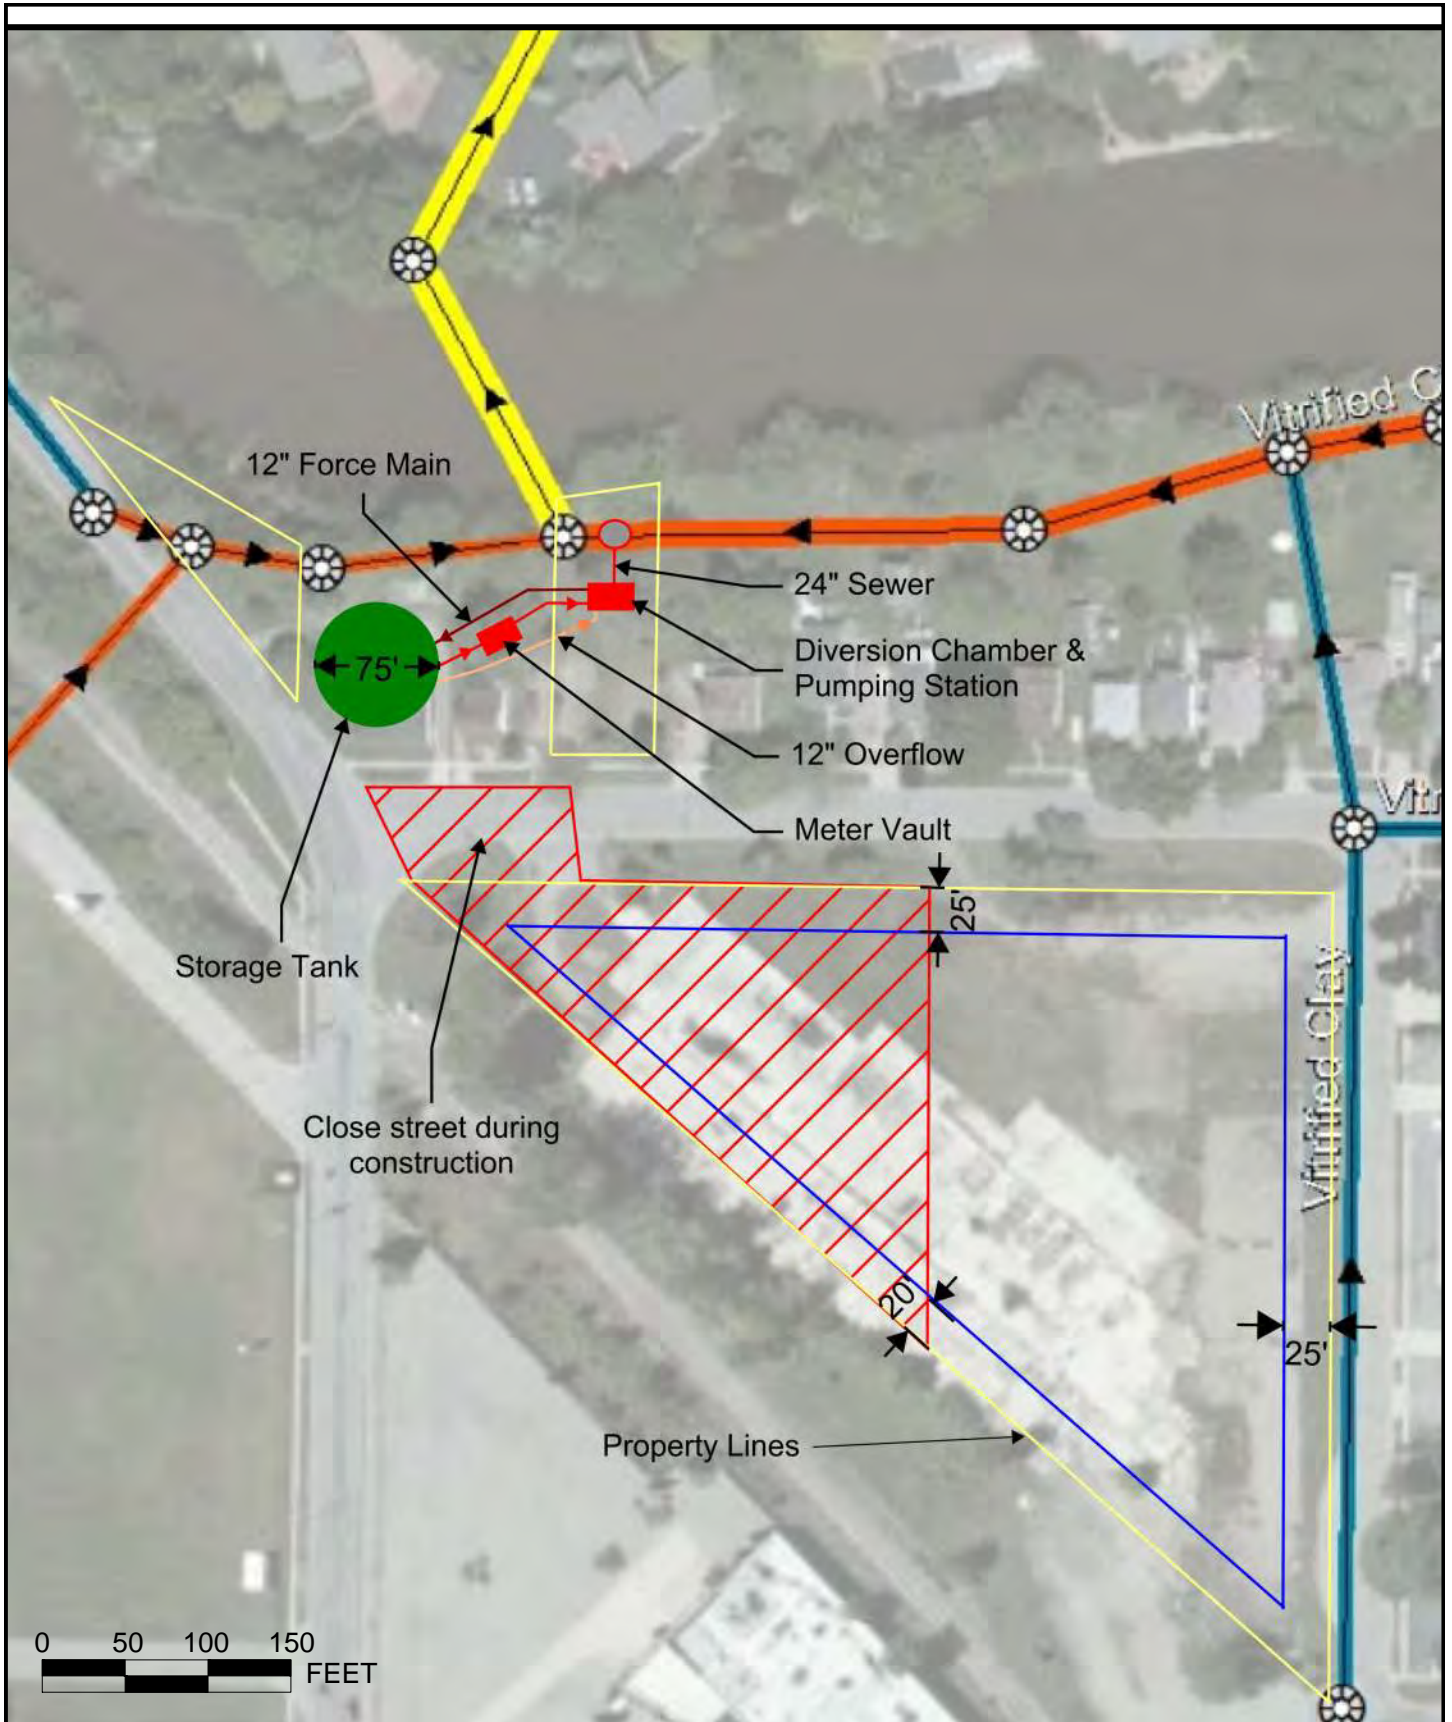 Vitrified C
12" Force Main
24" Sewer
75'
Diversion Chamber &
Pumping Station
12" Overflow
Vitr
Meter Vault
25'
Storage Tank
Vitrified Clay
Close street during
construction
20'
25'
Property Lines
0 50 100 150
FEET